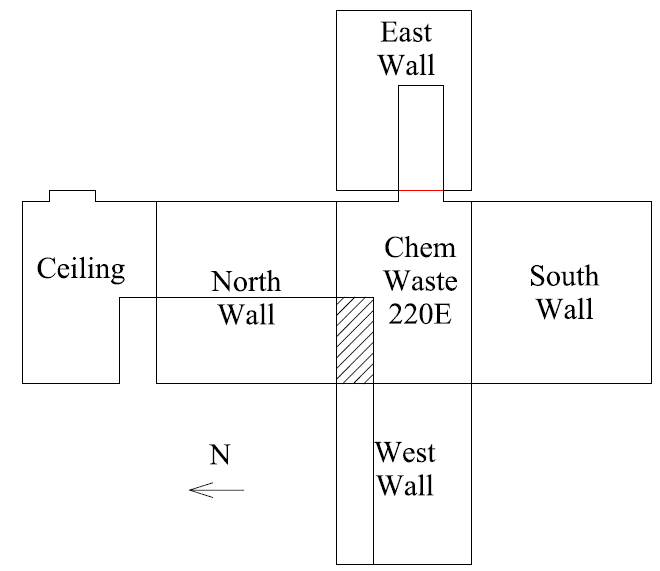 East
Wall
Ceiling
North
Wall
Chem
Waste
220E
South
Wall
West
Wall
N